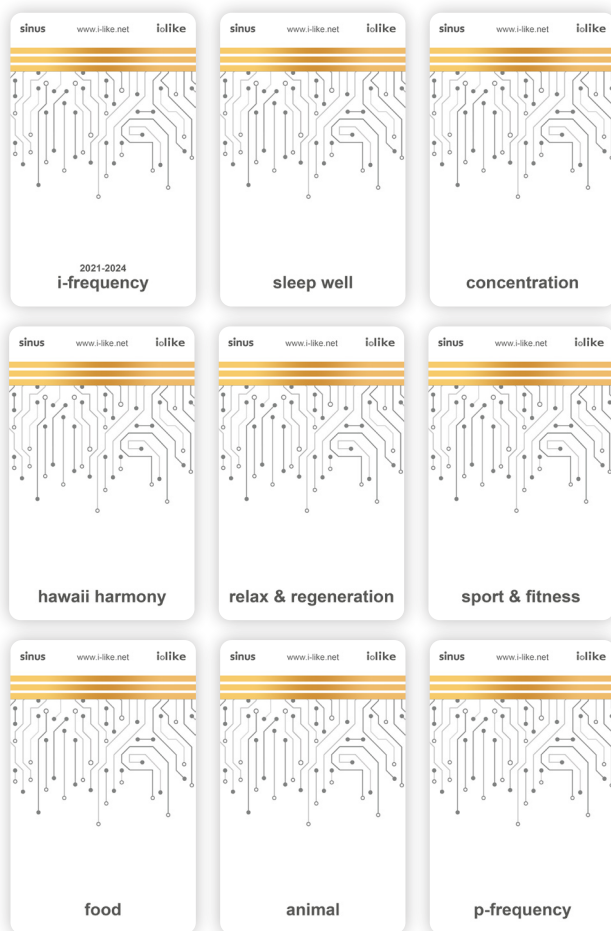 sinus www.i-like.net i like
sinus www.i-like.net i like
sinus www.i-like.net i like
2021-2024
i-frequency
sleep well
concentration
sinus www.i-like.net i like
sinus www.i-like.net i like
sinus www.i-like.net i like
hawaii harmony
relax & regeneration
sport & fitness
sinus www.i-like.net i like
sinus www.i-like.net i like
sinus www.i-like.net i like
food
animal
p-frequency